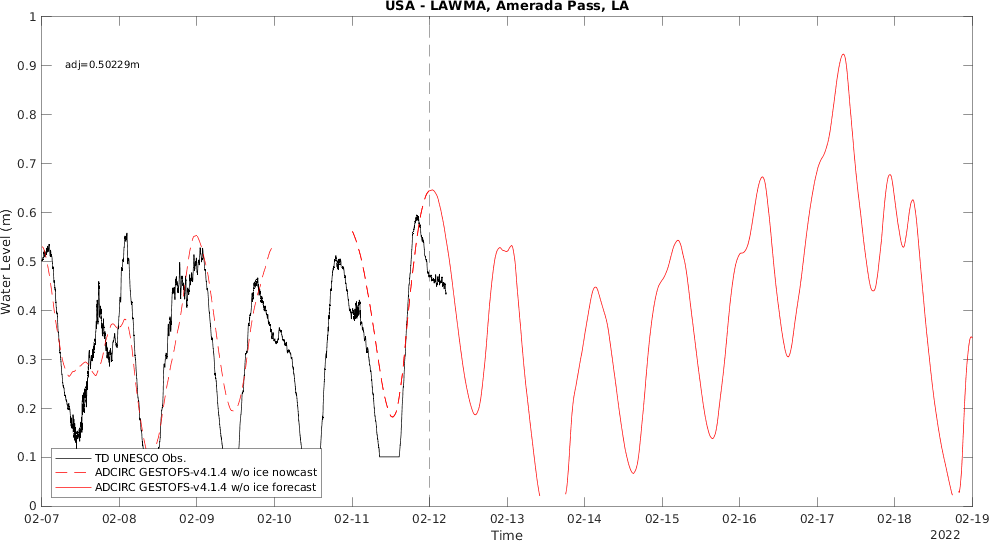 USA - LAWMA, Amerada Pass, LA
1
0.9
0.8
0.7
0.6
0.5
0.4
0.3
0.2
0.1
0
Water Level (m)
adj=0.50229m
TD UNESCO Obs.
ADCIRC GESTOFS-v4.1.4 w/o ice nowcast
ADCIRC GESTOFS-v4.1.4 w/o ice forecast
02-07 02-08 02-09 02-10 02-11 02-12 02-13 02-14 02-15 02-16 02-17 02-18 02-19
Time
2022